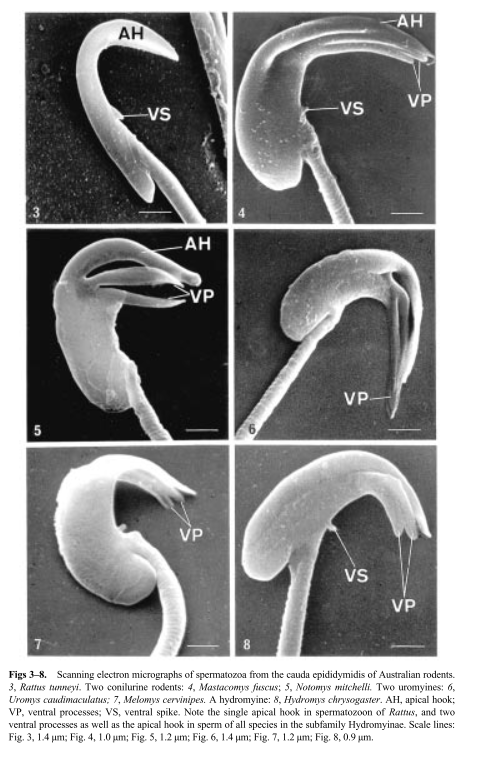 AH
VS
3
AH
VS
VP
4
AH
VP
5
VP
6
VP
7
VS
VP
8
Figs 3–8. Scanning electron micrographs of spermatozoa from the cauda epididymidis of Australian rodents.
3, Rattus tunneyi. Two conilurine rodents: 4, Mastacomys fuscus; 5, Notomys mitchelli. Two uromyines: 6,
Uromys caudimaculatus; 7, Melomys cervinipes. A hydromyine: 8, Hydromys chrysogaster. AH, apical hook;
VP, ventral processes; VS, ventral spike. Note the single apical hook in spermatozoon of Rattus, and two
ventral processes as well as the apical hook in sperm of all species in the subfamily Hydromyinae. Scale lines:
Fig. 3, 1.4 μm; Fig. 4, 1.0 μm; Fig. 5, 1.2 μm; Fig. 6, 1.4 μm; Fig. 7, 1.2 μm; Fig. 8, 0.9 μm.